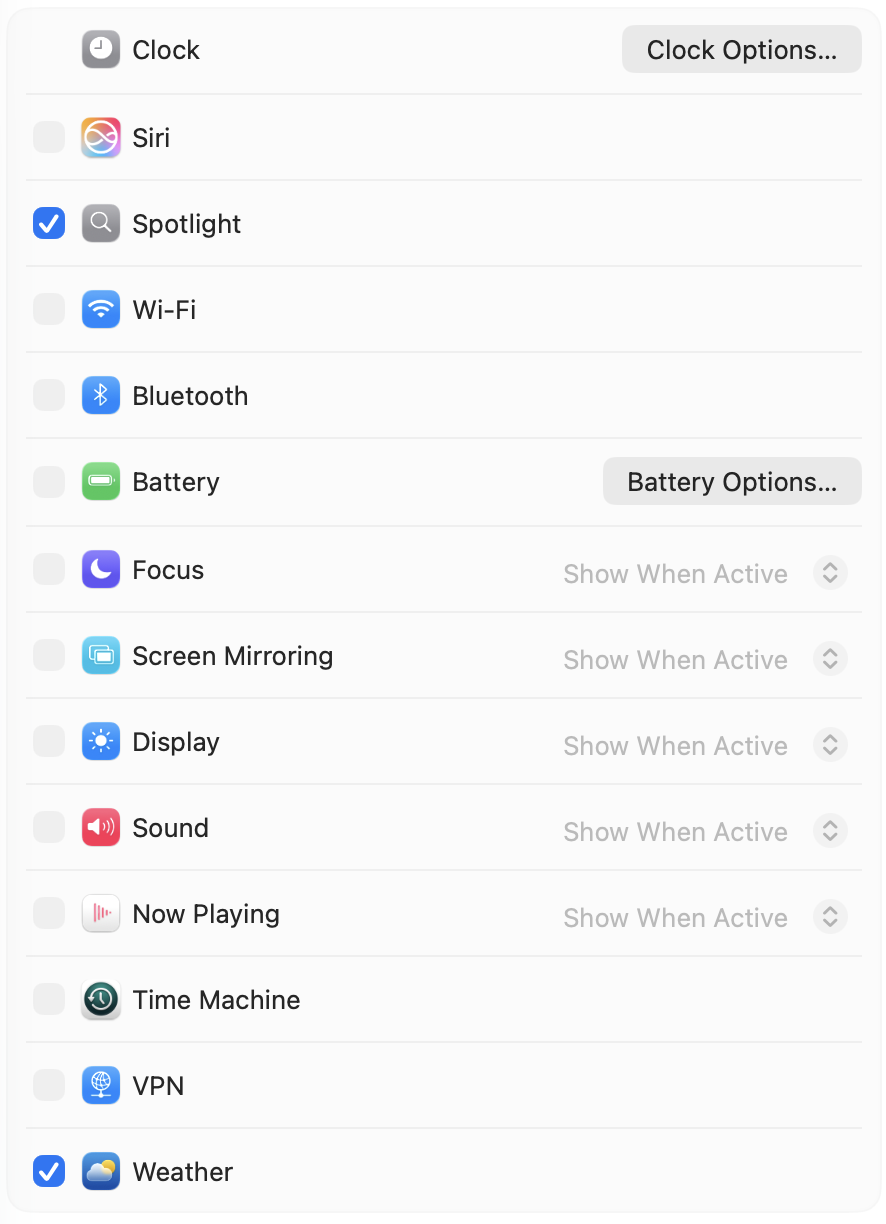 Clock Clock Options...
Siri
Spotlight
Wi-Fi
Bluetooth
Battery Battery Options...
Focus Show When Active
Screen Mirroring Show When Active
Display Show When Active
Sound Show When Active
Now Playing Show When Active
Time Machine
VPN
Weather